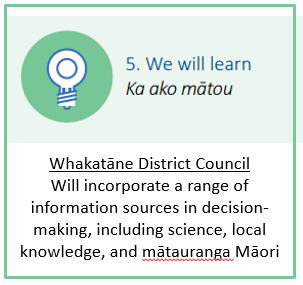 5. We will learn
Ka ako mātou
Whakatāne District Council
Will incorporate a range of
information sources in decision-
making, including science, local
knowledge, and mātauranga Māori